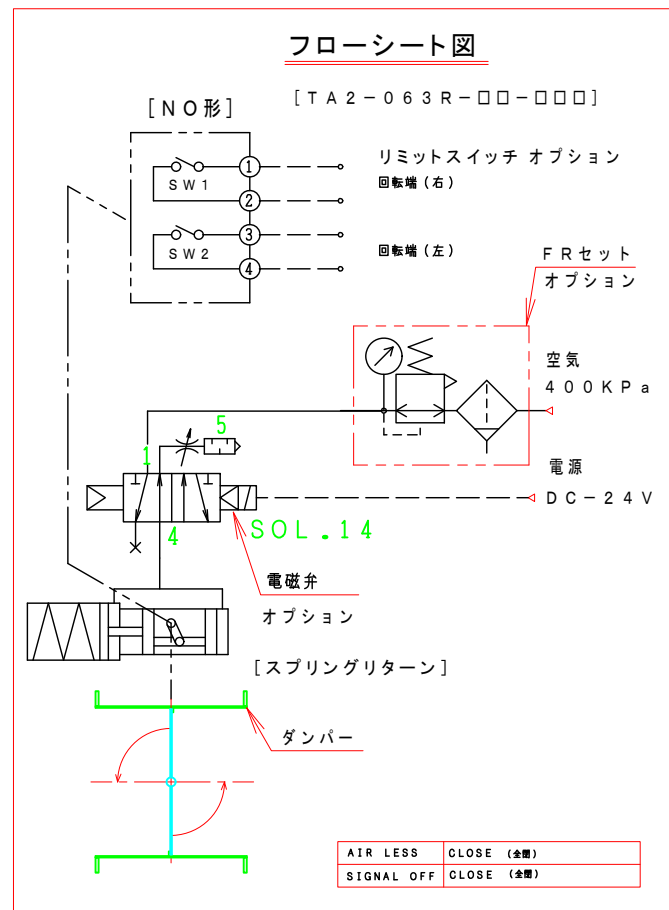 フローシート図
[NO形]
[TA2-063R-□□-□□□]
SW1
SW2
1
2
3
4
リミットスイッチ オプション
回転端(右)
回転端(左)
FRセット
オプション
空気
400KPa
電源
DC-24V
5
1
4
SOL.14
電磁弁
オプション
[スプリングリターン]
ダンパー
AIR LESS CLOSE (全閉)
SIGNAL OFF CLOSE (全閉)